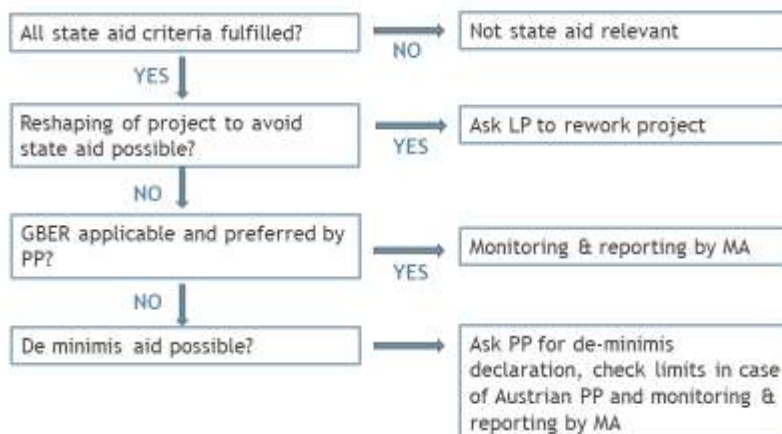 All state aid criteria fulfilled?
Not state aid relevant
NO
YES
Reshaping of project to avoid
state aid possible?
Ask LP to rework project
YES
NO
GBER applicable and preferred by
PP?
Monitoring & reporting by MA
YES
NO
De minimis aid possible?
Ask PP for de-minimis
declaration, check limits in case
of Austrian PP and monitoring &
reporting by MA